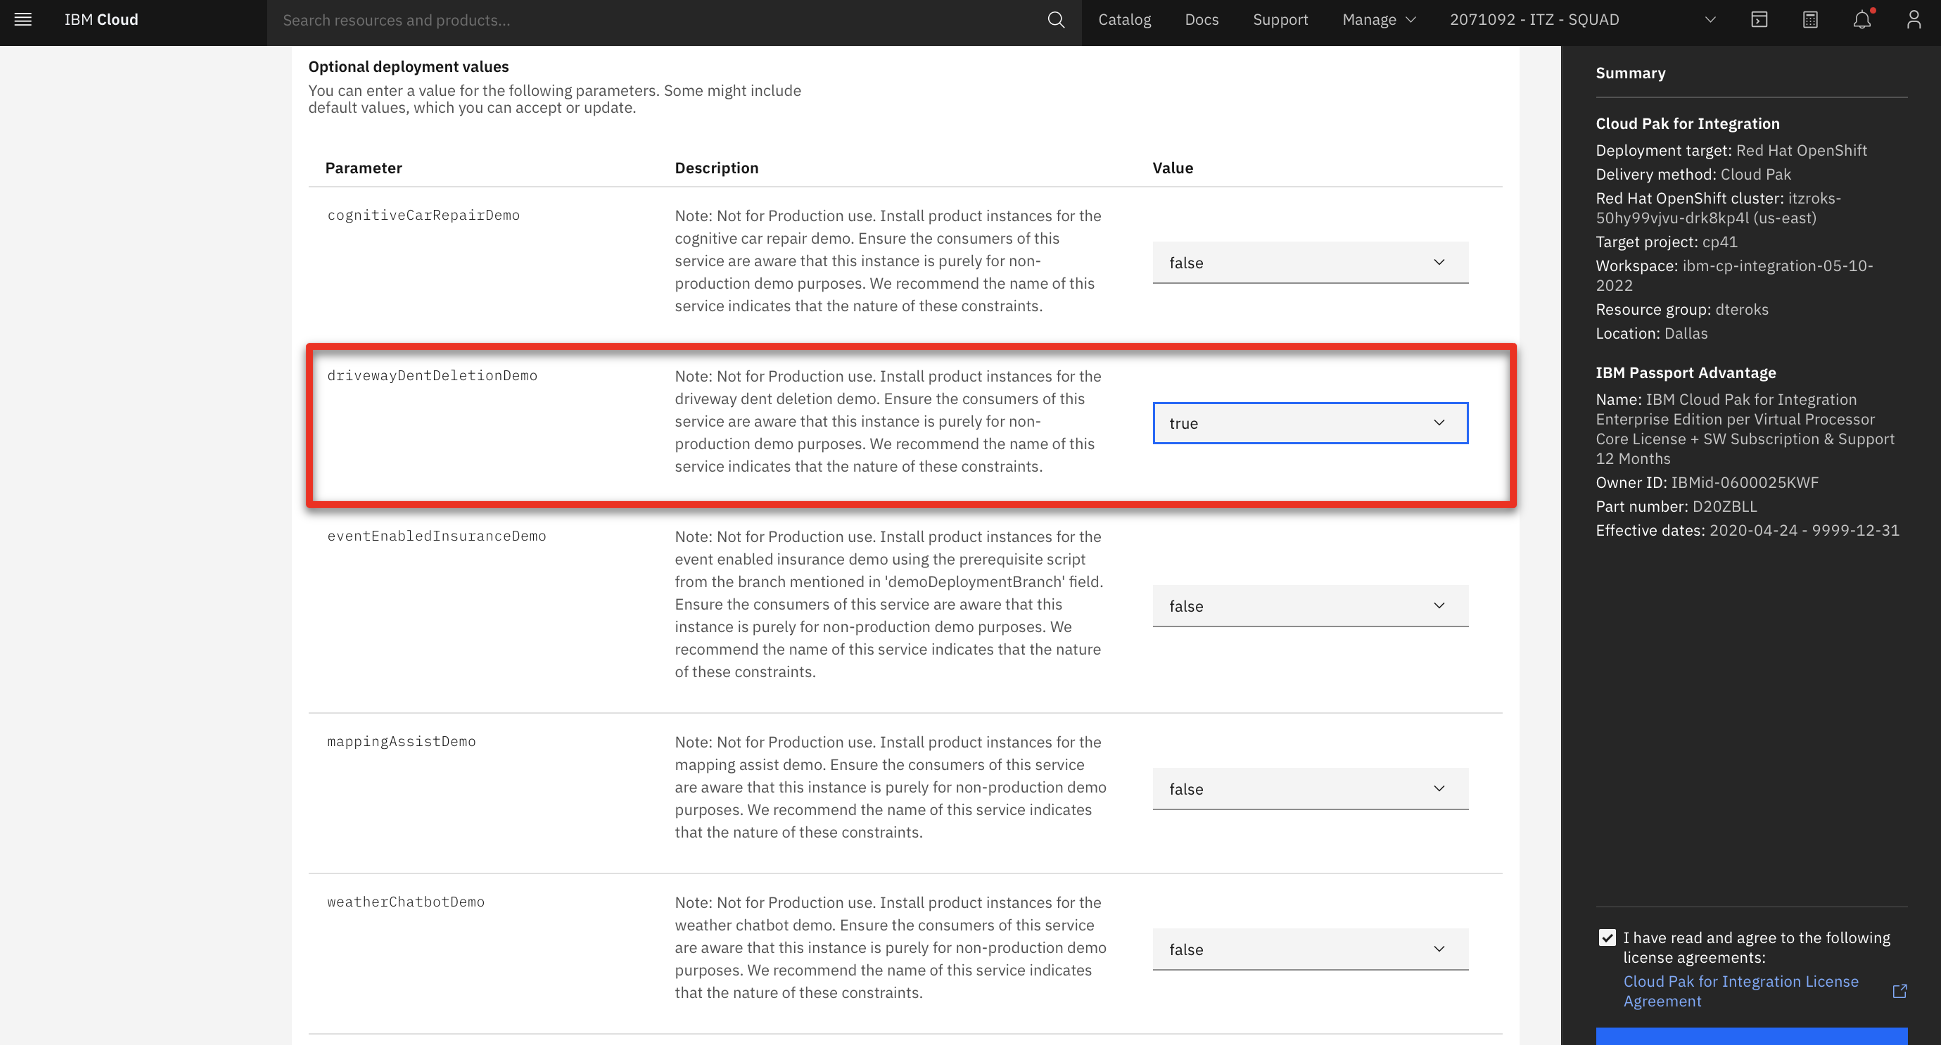 IBM Cloud
Search resources and products...
Catalog
Docs
Support
Manage
2071092 - ITZ - SQUAD
Optional deployment values
You can enter a value for the following parameters. Some might include
default values, which you can accept or update.
Parameter
Description
Value
cognitiveCarRepairDemo
Note: Not for Production use. Install product instances for the
cognitive car repair demo. Ensure the consumers of this
service are aware that this instance is purely for non-
production demo purposes. We recommend the name of this
service indicates that the nature of these constraints.
false
drivewayDentDeletionDemo
Note: Not for Production use. Install product instances for the
driveway dent deletion demo. Ensure the consumers of this
service are aware that this instance is purely for non-
production demo purposes. We recommend the name of this
service indicates that the nature of these constraints.
true
eventEnabledInsuranceDemo
Note: Not for Production use. Install product instances for the
event enabled insurance demo using the prerequisite script
from the branch mentioned in 'demoDeploymentBranch' field.
Ensure the consumers of this service are aware that this
instance is purely for non-production demo purposes. We
recommend the name of this service indicates that the nature
of these constraints.
false
mappingAssistDemo
Note: Not for Production use. Install product instances for the
mapping assist demo. Ensure the consumers of this service
are aware that this instance is purely for non-production demo
purposes. We recommend the name of this service indicates
that the nature of these constraints.
false
weatherChatbotDemo
Note: Not for Production use. Install product instances for the
weather chatbot demo. Ensure the consumers of this service
are aware that this instance is purely for non-production demo
purposes. We recommend the name of this service indicates
that the nature of these constraints.
false
Summary
Cloud Pak for Integration
Deployment target: Red Hat OpenShift
Delivery method: Cloud Pak
Red Hat OpenShift cluster: itzroks-
50hy99vjvu-drk8kp4l (us-east)
Target project: cp41
Workspace: ibm-cp-integration-05-10-
2022
Resource group: dteroks
Location: Dallas
IBM Passport Advantage
Name: IBM Cloud Pak for Integration
Enterprise Edition per Virtual Processor
Core License + SW Subscription & Support
12 Months
Owner ID: IBMid-0600025KWF
Part number: D20ZBLL
Effective dates: 2020-04-24 - 9999-12-31
I have read and agree to the following
license agreements:
Cloud Pak for Integration License
Agreement